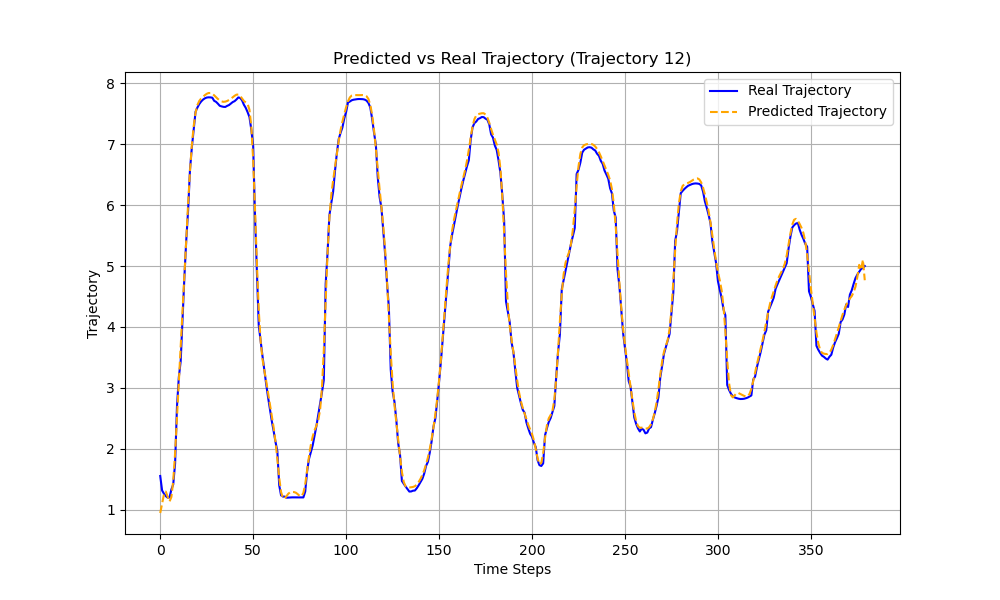 Predicted vs Real Trajectory (Trajectory 12)
Real Trajectory
Predicted Trajectory
8
7
6
5
4
3
2
1
Trajectory
0 50 100 150 200 250 300 350
Time Steps